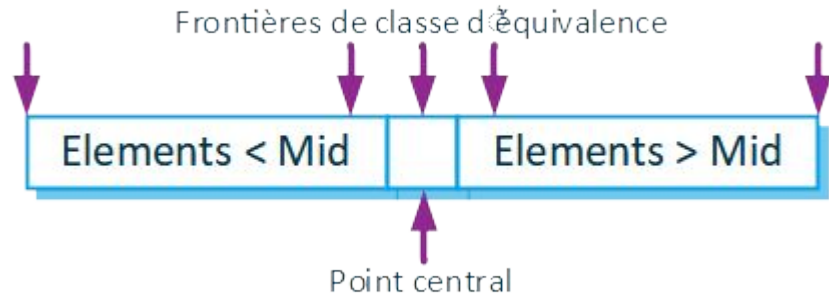 Frontières de classe d'équivalence
Elements < Mid
Elements > Mid
Point central